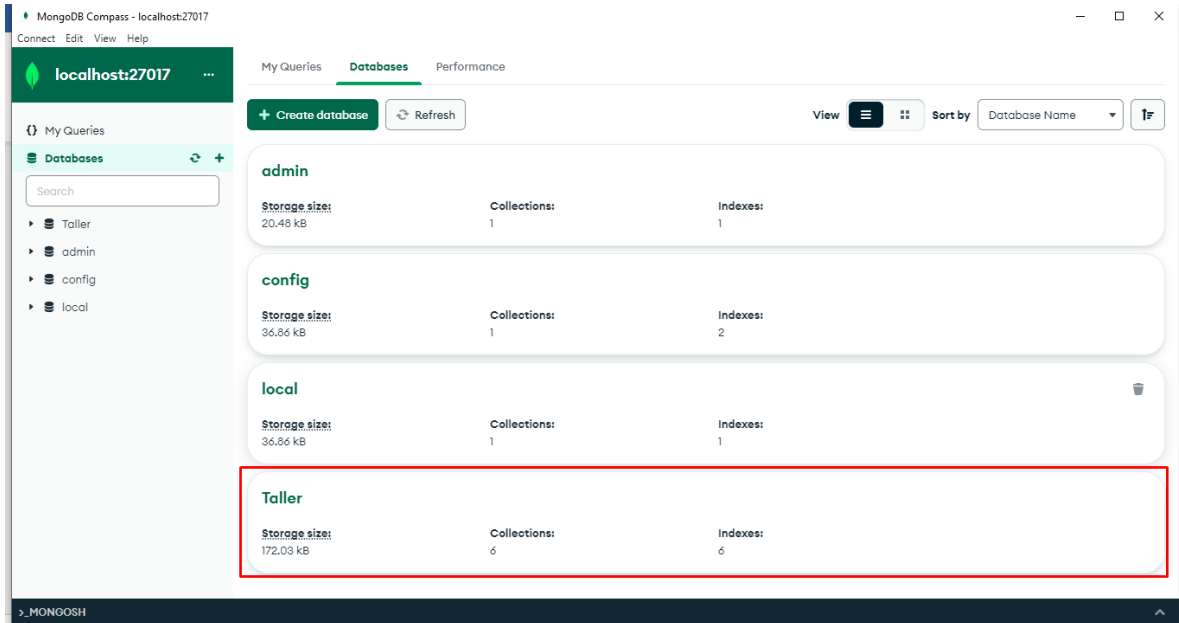 MongoDB Compass - localhost:27017
Connect Edit View Help
localhost:27017 ...
My Queries Databases Performance
+ Create database Refresh View Sort by Database Name
{} My Queries
Databases
Search
Taller
admin
config
local
admin
Storage size: Collections: Indexes:
20.48 kB 1 1
config
Storage size: Collections: Indexes:
36.86 kB 1 2
local
Storage size: Collections: Indexes:
36.86 kB 1 1
Taller
Storage size: Collections: Indexes:
172.03 kB 6 6
>_MONGOSH